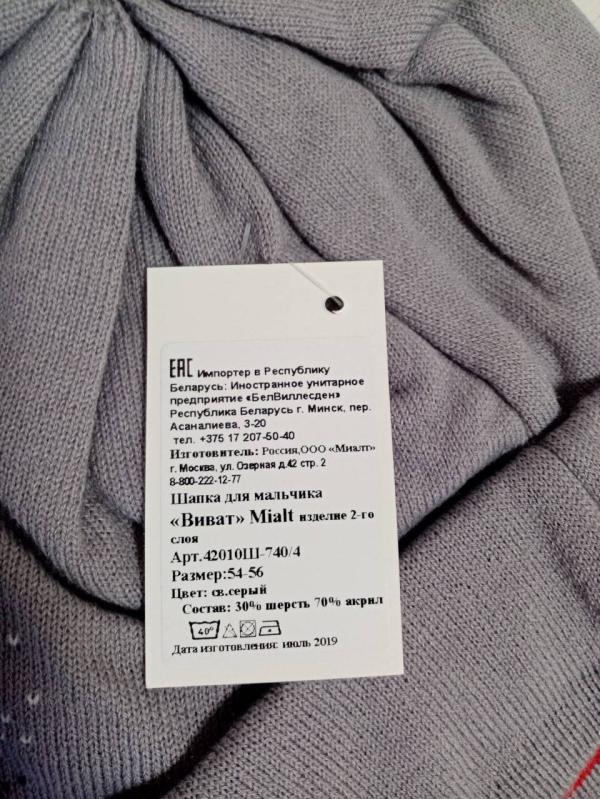 EAC Импортер в Республику
Беларусь: Иностранное унитарное
предприятие «БелВиллесден»
Республика Беларусь г. Минск, пер.
Асаналиева, 3-20
тел. +375 17 207-50-40
Изготовитель: Россия,ООО «Миалт»
г. Москва, ул. Озерная д.42 стр. 2
8-800-222-12-77
Шапка для мальчика
«Виват» Mialt изделие 2-го
слоя
Арт.42010Ш-740/4
Размер:54-56
Цвет: св.серый
Состав: 30% шерсть 70% акрил
40°
Дата изготовления: июль 2019